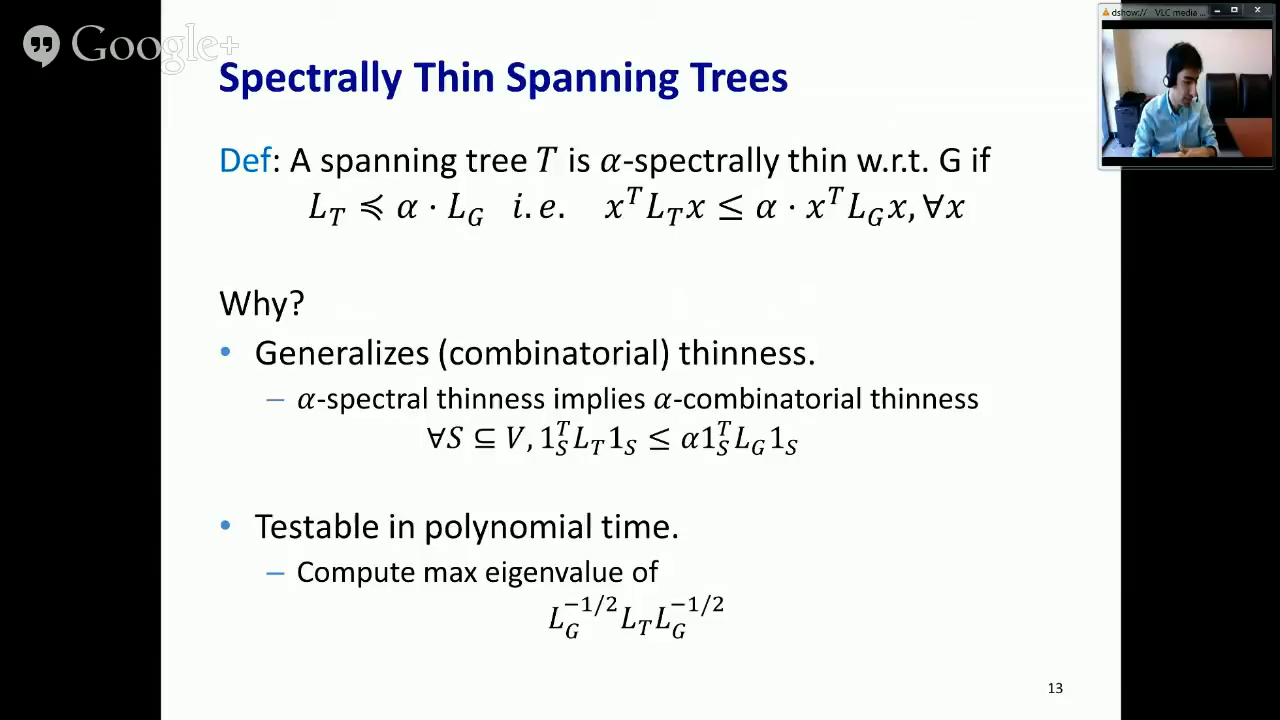 Google+
dshow:// VLC media ...
Spectrally Thin Spanning Trees
Def: A spanning tree 𝑇 is 𝛼-spectrally thin w.r.t. G if
𝐿_𝑇 ≼ 𝛼 · 𝐿_𝐺 𝑖.𝑒. 𝑥^𝑇 𝐿_𝑇 𝑥 ≤ 𝛼 · 𝑥^𝑇 𝐿_𝐺 𝑥, ∀𝑥
Why?
• Generalizes (combinatorial) thinness.
– 𝛼-spectral thinness implies 𝛼-combinatorial thinness
∀𝑆 ⊆ 𝑉, 1_𝑆^𝑇 𝐿_𝑇 1_𝑆 ≤ 𝛼 1_𝑆^𝑇 𝐿_𝐺 1_𝑆
• Testable in polynomial time.
– Compute max eigenvalue of
𝐿_𝐺^{−1/2} 𝐿_𝑇 𝐿_𝐺^{−1/2}
13